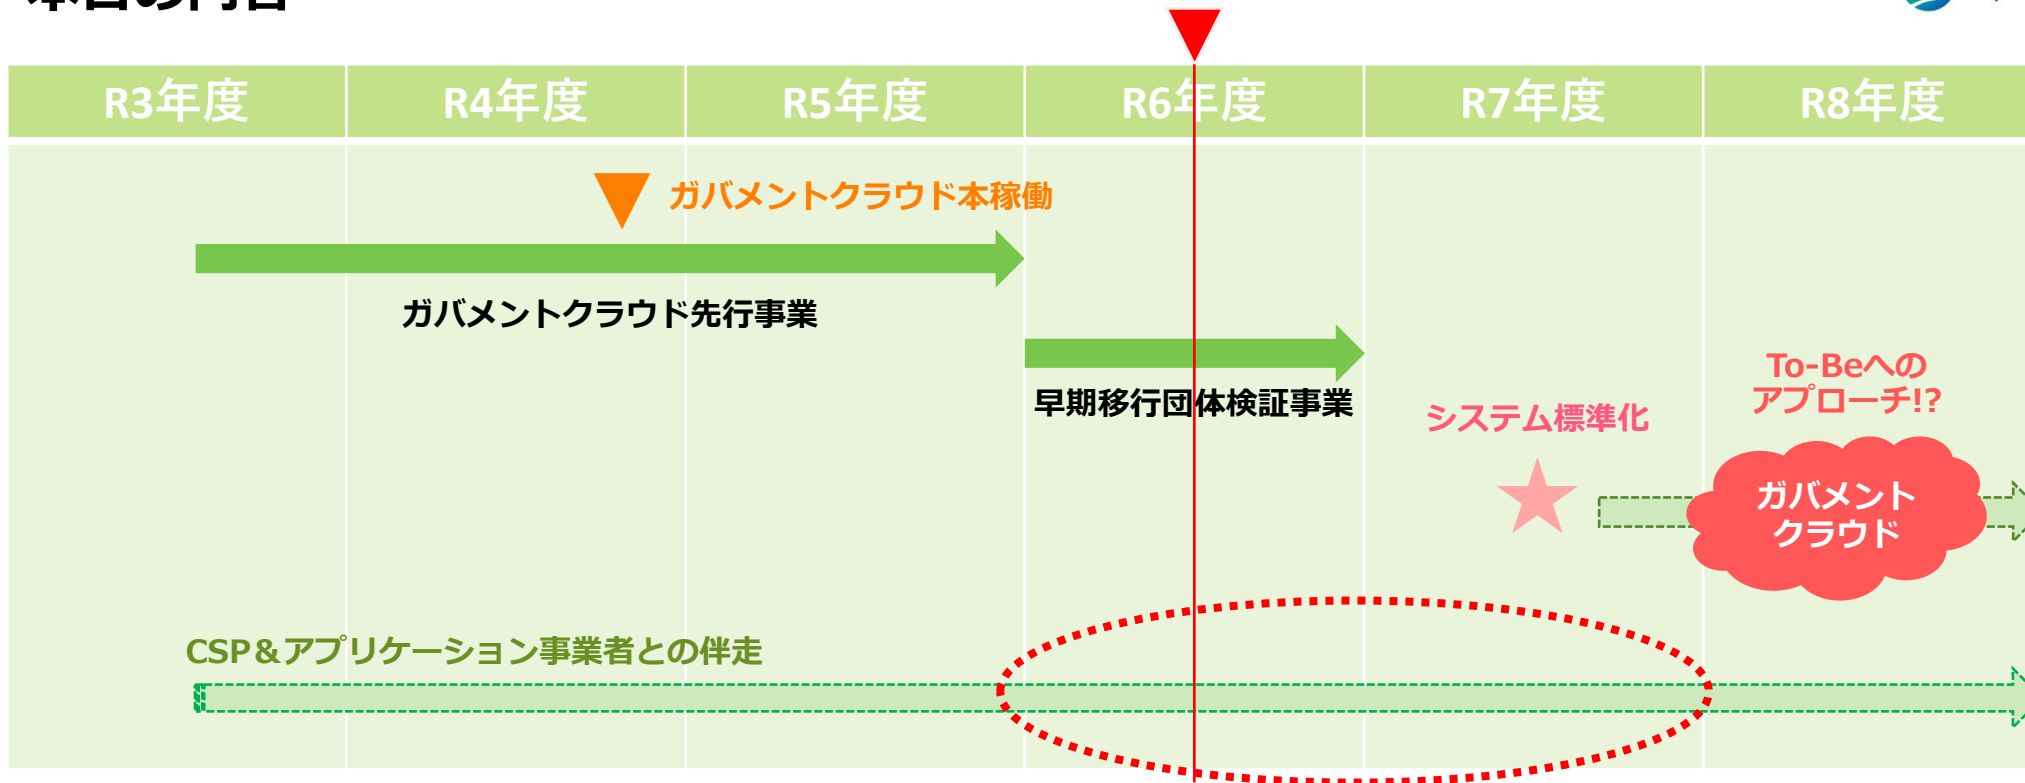 本日の内容
R3年度 R4年度 R5年度 R6年度 R7年度 R8年度
ガバメントクラウド本稼働
ガバメントクラウド先行事業
早期移行団体検証事業
システム標準化
To-Beへの
アプローチ!?
ガバメント
クラウド
CSP&アプリケーション事業者との伴走